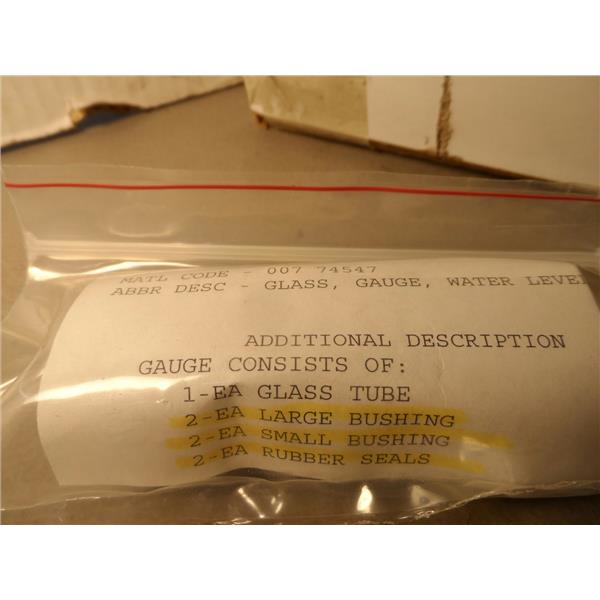 MATL CODE - 007 74547
ABBR DESC - GLASS, GAUGE, WATER LEVE
ADDITIONAL DESCRIPTION
GAUGE CONSISTS OF:
1-EA GLASS TUBE
2-EA LARGE BUSHING
2-EA SMALL BUSHING
2-EA RUBBER SEALS